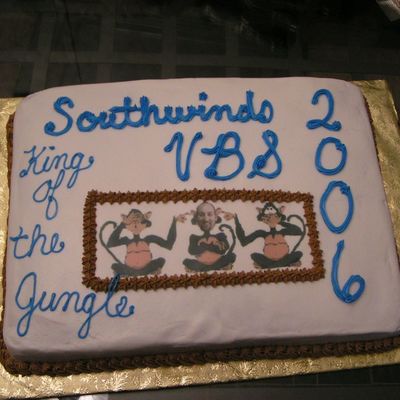 Southwinds
VBS
2006
King
of
the
Jungle